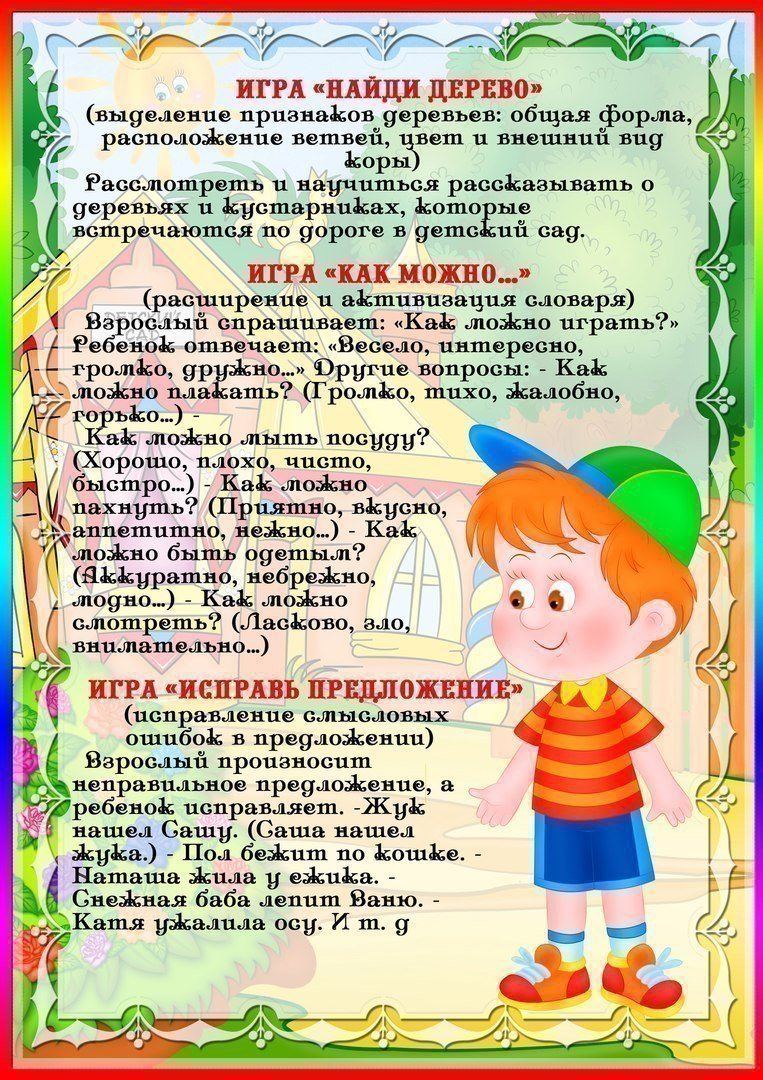 ИГРА «НАЙДИ ДЕРЕВО»
(выделение признаков деревьев: общая форма,
расположение ветвей, цвет и внешний вид
коры)
Рассмотреть и научиться рассказывать о
деревьях и кустарниках, которые
встречаются по дороге в детский сад.
ИГРА «КАК МОЖНО...»
(расширение и активизация словаря)
Взрослый спрашивает: «Как можно играть?»
Ребенок отвечает: «Весело, интересно,
громко, дружно...» Другие вопросы: - Как
можно плакать? (Громко, тихо, жалобно,
горько...) -
Как можно мыть посуду?
(Хорошо, плохо, чисто,
быстро...) - Как можно
пахнуть? (Приятно, вкусно,
аппетитно, нежно...) - Как
можно быть одетым?
(Аккуратно, небрежно,
модно...) - Как можно
смотреть? (Ласково, зло,
внимательно...)
ИГРА «ИСПРАВЬ ПРЕДЛОЖЕНИЕ»
(исправление смысловых
ошибок в предложении)
Взрослый произносит
неправильное предложение, а
ребенок исправляет. -Жук
нашел Сашу. (Саша нашел
жука.) - Пол бежит по кошке. -
Наташа жила у ежика. -
Снежная баба лепит Ваню. -
Катя ужалила осу. И т. д
ДЕТСКИЙ
САД